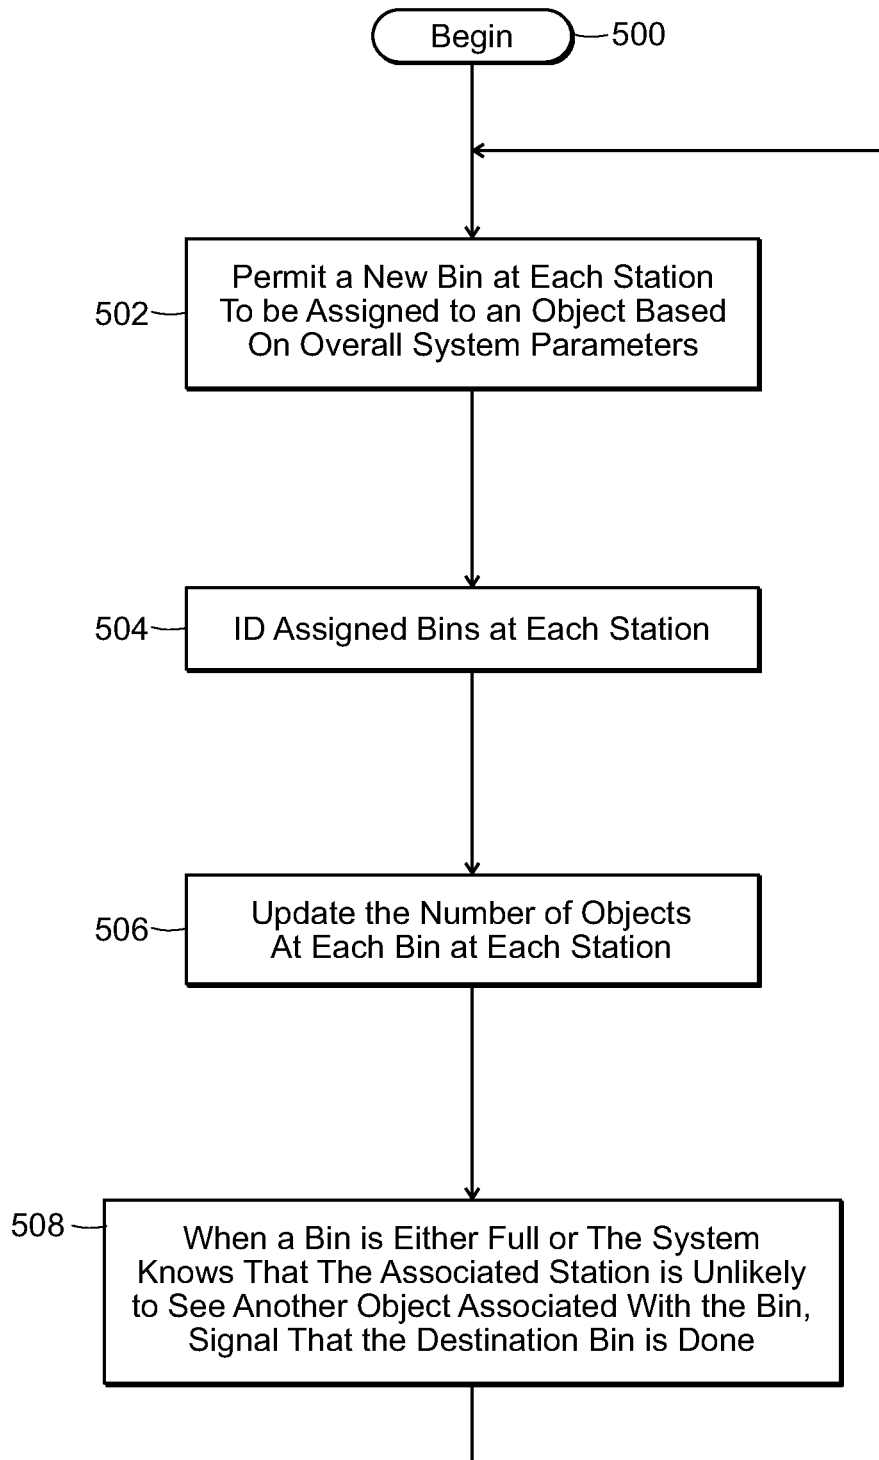 Begin
500
Permit a New Bin at Each Station
To be Assigned to an Object Based
On Overall System Parameters
502
ID Assigned Bins at Each Station
504
Update the Number of Objects
At Each Bin at Each Station
506
508
When a Bin is Either Full or The System
Knows That The Associated Station is Unlikely
to See Another Object Associated With the Bin,
Signal That the Destination Bin is Done